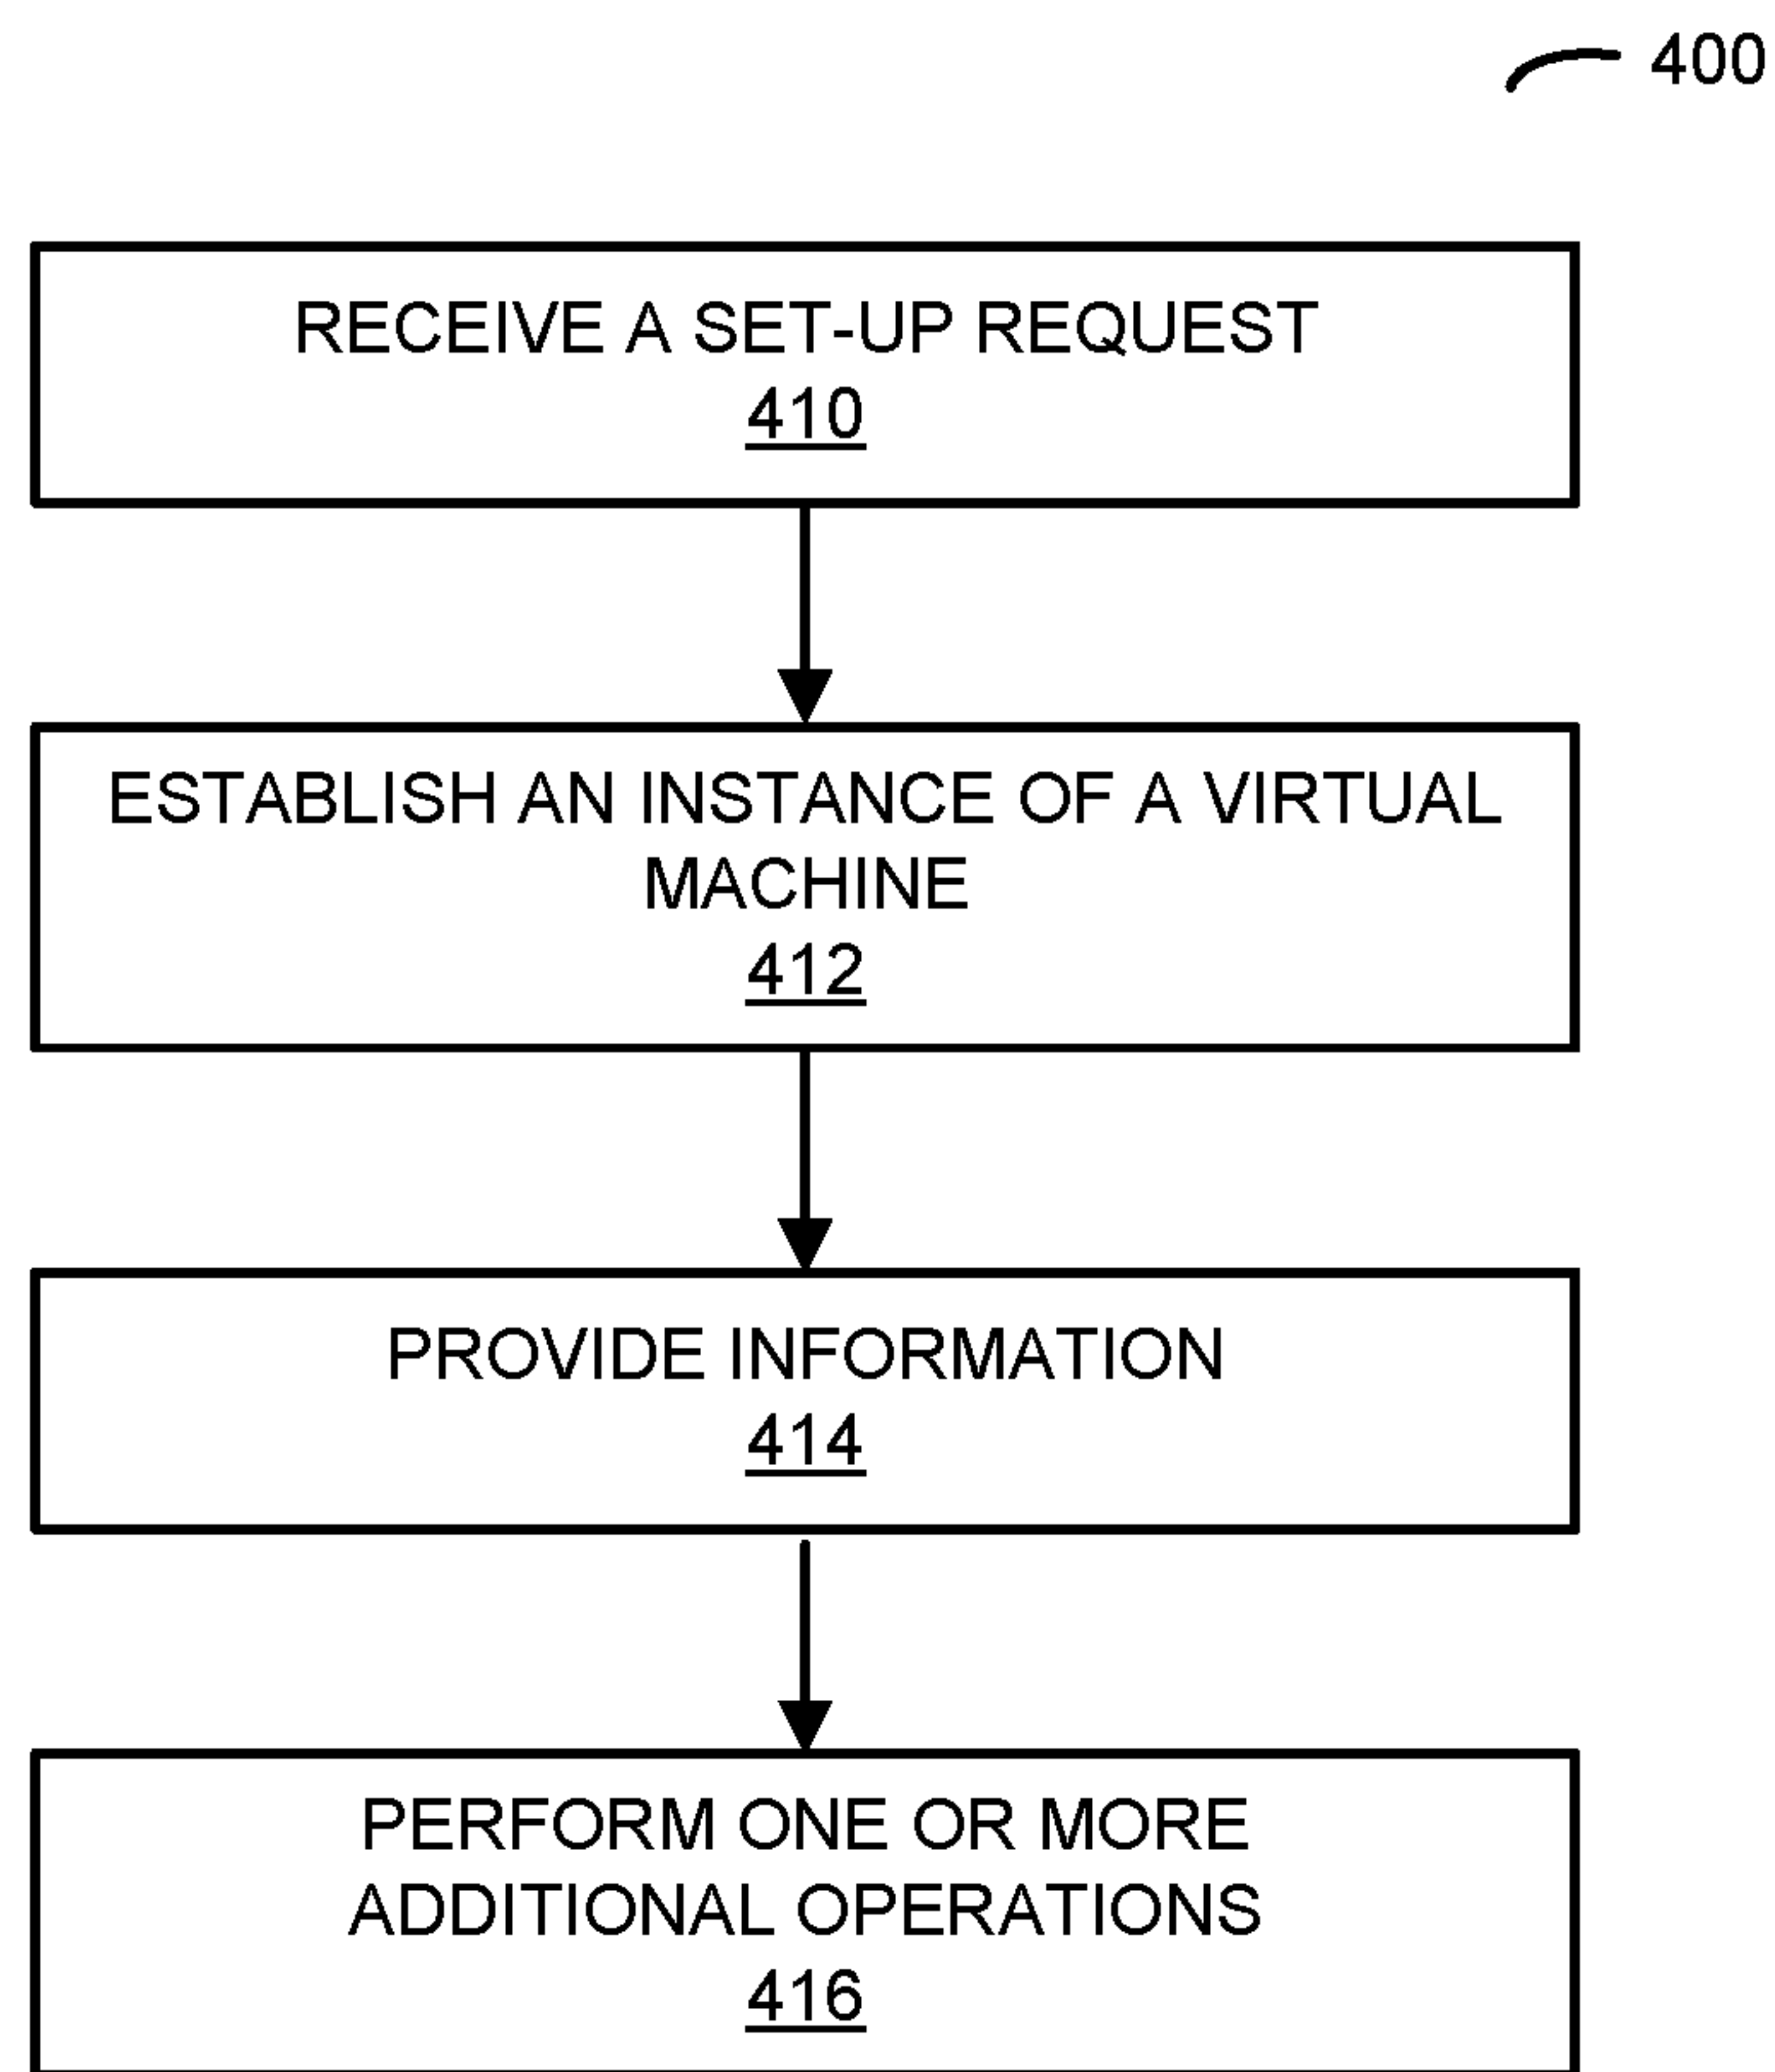 400
RECEIVE A SET-UP REQUEST
410
ESTABLISH AN INSTANCE OF A VIRTUAL
MACHINE
412
PROVIDE INFORMATION
414
PERFORM ONE OR MORE
ADDITIONAL OPERATIONS
416